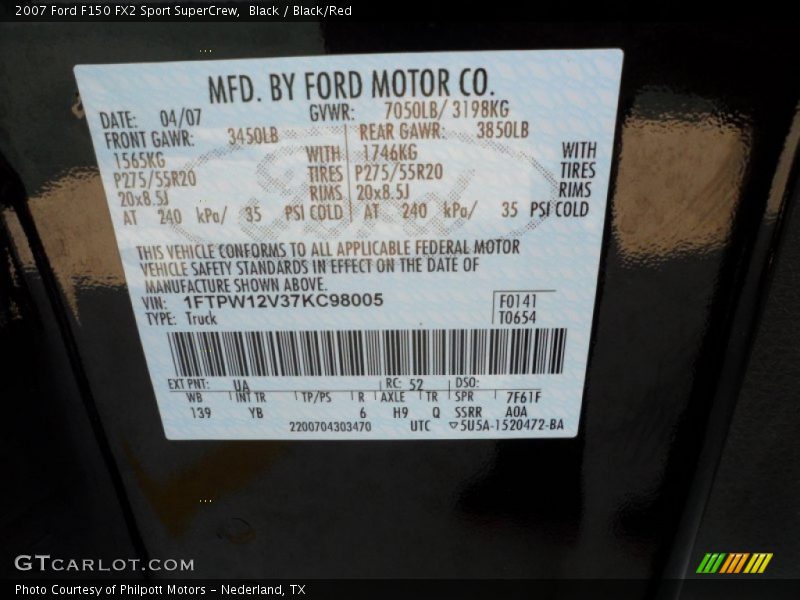 2007 Ford F150 FX2 Sport SuperCrew,  Black / Black/Red
MFD. BY FORD MOTOR CO.
DATE: 04/07 GVWR: 7050LB/ 3198KG
FRONT GAWR: 3450LB REAR GAWR: 3850LB
1565KG WITH 1746KG WITH
P275/55R20 TIRES P275/55R20 TIRES
20x8.5J RIMS 20x8.5J RIMS
AT 240 kPa/ 35 PSI COLD AT 240 kPa/ 35 PSI COLD
Ford
THIS VEHICLE CONFORMS TO ALL APPLICABLE FEDERAL MOTOR
VEHICLE SAFETY STANDARDS IN EFFECT ON THE DATE OF
MANUFACTURE SHOWN ABOVE.
VIN: 1FTPW12V37KC98005 F0141
TYPE: Truck T0654
EXT PNT: UA RC: 52 DSO:
WB INT TR TP/PS R AXLE TR SPR 7F61F
139 YB 6 H9 Q SSRR A0A
2200704303470 UTC ▽5U5A-1520472-BA
GTCARLOT.COM
Photo Courtesy of Philpott Motors - Nederland, TX